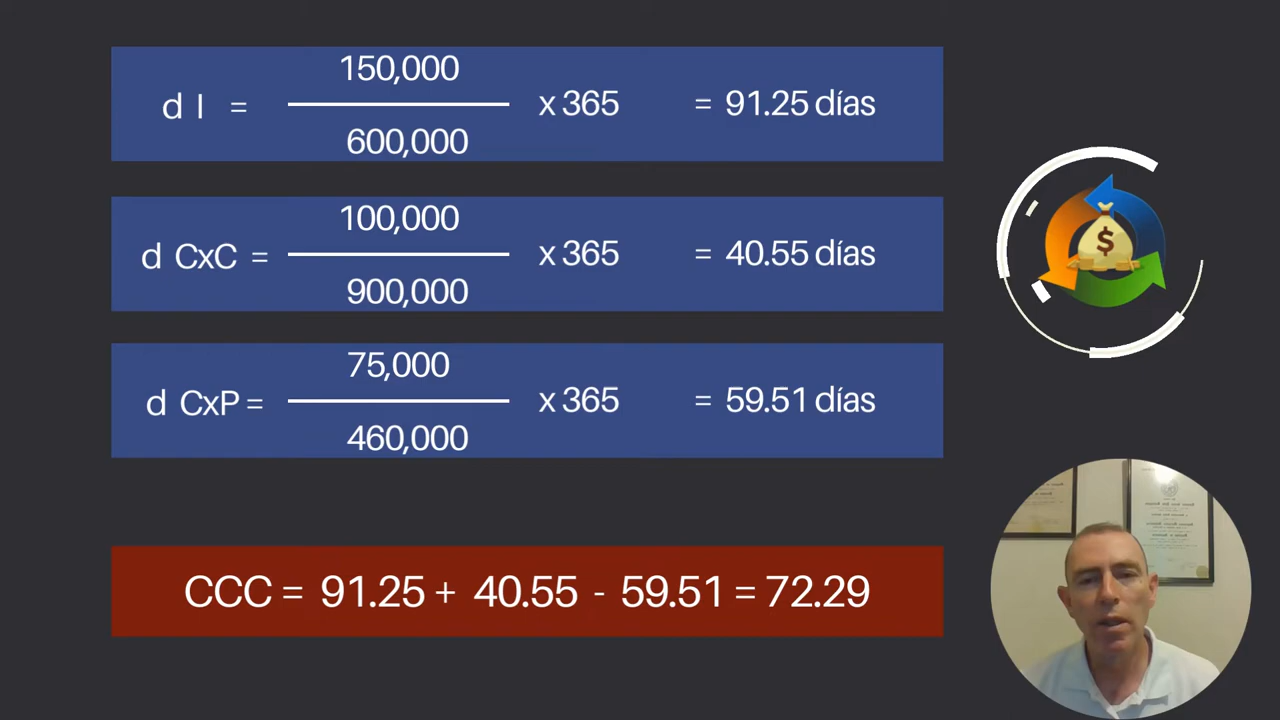 150,000
d I = x 365 = 91.25 días
600,000
100,000
d CxC = x 365 = 40.55 días
900,000
75,000
d CxP = x 365 = 59.51 días
460,000
CCC = 91.25 + 40.55 - 59.51 = 72.29
$